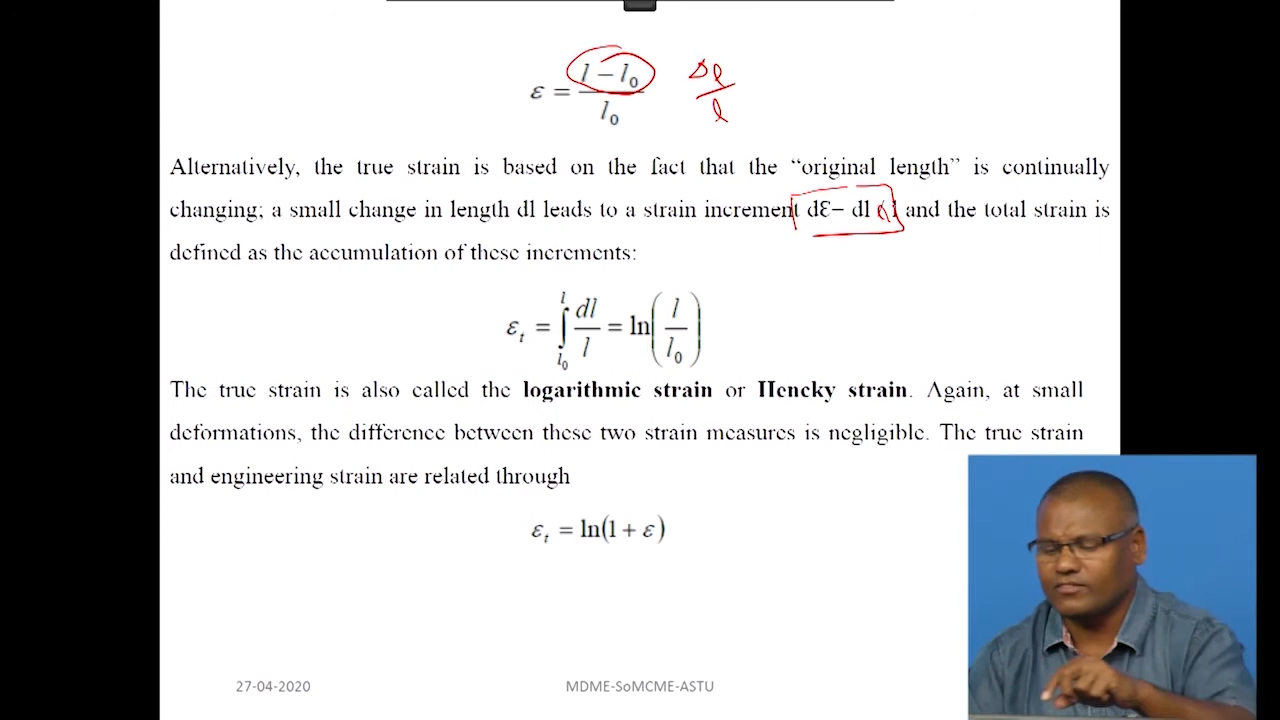 ε = (l – l₀) / l₀ Δl / l
Alternatively, the true strain is based on the fact that the “original length” is continually
changing; a small change in length dl leads to a strain increment dε– dl /l and the total strain is
defined as the accumulation of these increments:
εₜ = ∫_{l₀}^{l} dl / l = ln(l / l₀)
The true strain is also called the logarithmic strain or Hencky strain. Again, at small
deformations, the difference between these two strain measures is negligible. The true strain
and engineering strain are related through
εₜ = ln(1 + ε)
27-04-2020 MDME-SoMCME-ASTU